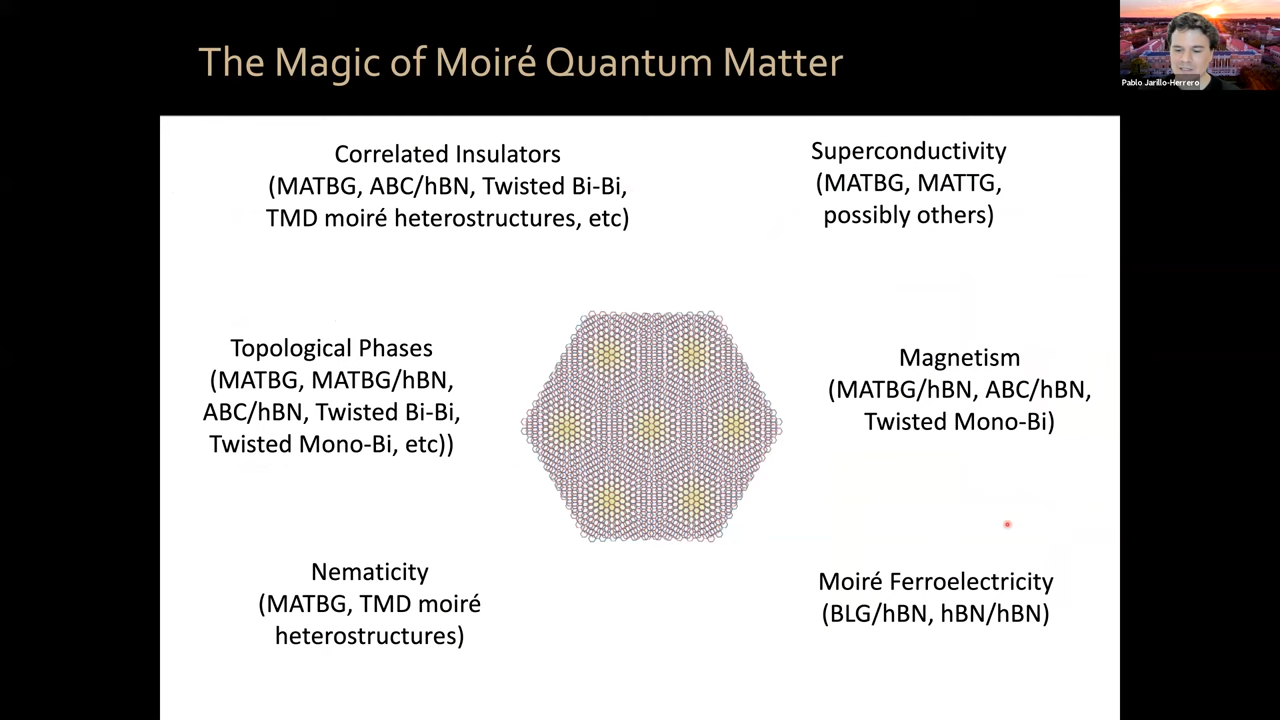 The Magic of Moiré Quantum Matter
Pablo Jarillo-Herrero
Correlated Insulators
(MATBG, ABC/hBN, Twisted Bi-Bi,
TMD moiré heterostructures, etc)
Superconductivity
(MATBG, MATTG,
possibly others)
Topological Phases
(MATBG, MATBG/hBN,
ABC/hBN, Twisted Bi-Bi,
Twisted Mono-Bi, etc))
Magnetism
(MATBG/hBN, ABC/hBN,
Twisted Mono-Bi)
Nematicity
(MATBG, TMD moiré
heterostructures)
Moiré Ferroelectricity
(BLG/hBN, hBN/hBN)